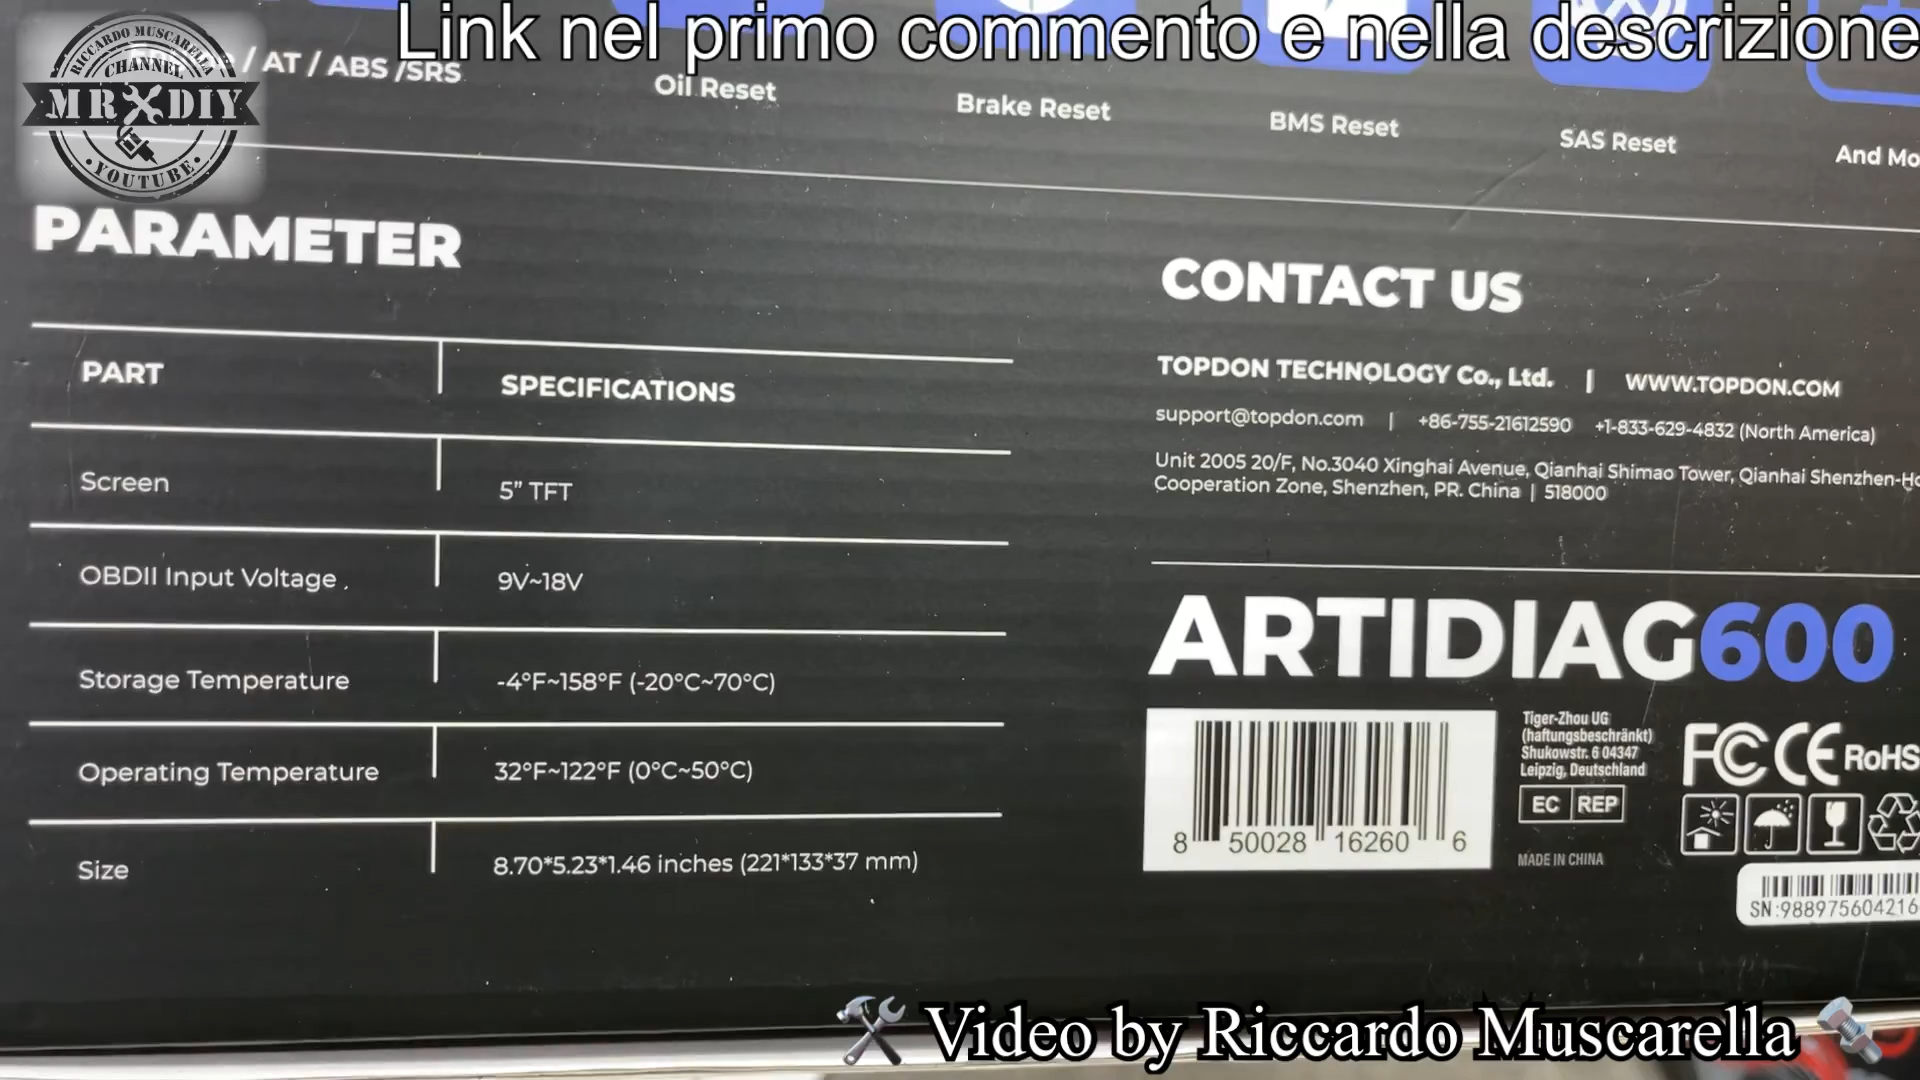 Link nel primo commento e nella descrizione
RICCARDO MUSCARELLA
CHANNEL
MR DIY
YOUTUBE
/ AT / ABS /SRS
Oil Reset
Brake Reset
BMS Reset
SAS Reset
And
PARAMETER
PART
SPECIFICATIONS
Screen
5” TFT
OBDII Input Voltage
9V~18V
Storage Temperature
-4°F~158°F (-20°C~70°C)
Operating Temperature
32°F~122°F (0°C~50°C)
Size
8.70*5.23*1.46 inches (221*133*37 mm)
CONTACT US
TOPDON TECHNOLOGY Co., Ltd. | WWW.TOPDON.COM
support@topdon.com | +86-755-21612590 +1-833-629-4832 (North America)
Unit 2005 20/F, No.3040 Xinghai Avenue, Qianhai Shimao Tower, Qianhai
Cooperation Zone, Shenzhen, PR. China | 518000
ARTIDIAG600
8 50028 16260 6
Tiger-Zhou UG
(haftungsbeschränkt)
Shukowstr. 6 04347
Leipzig, Deutschland
EC REP
MADE IN CHINA
FC CE RoHS
SN:988975604216
Video by Riccardo Muscarella